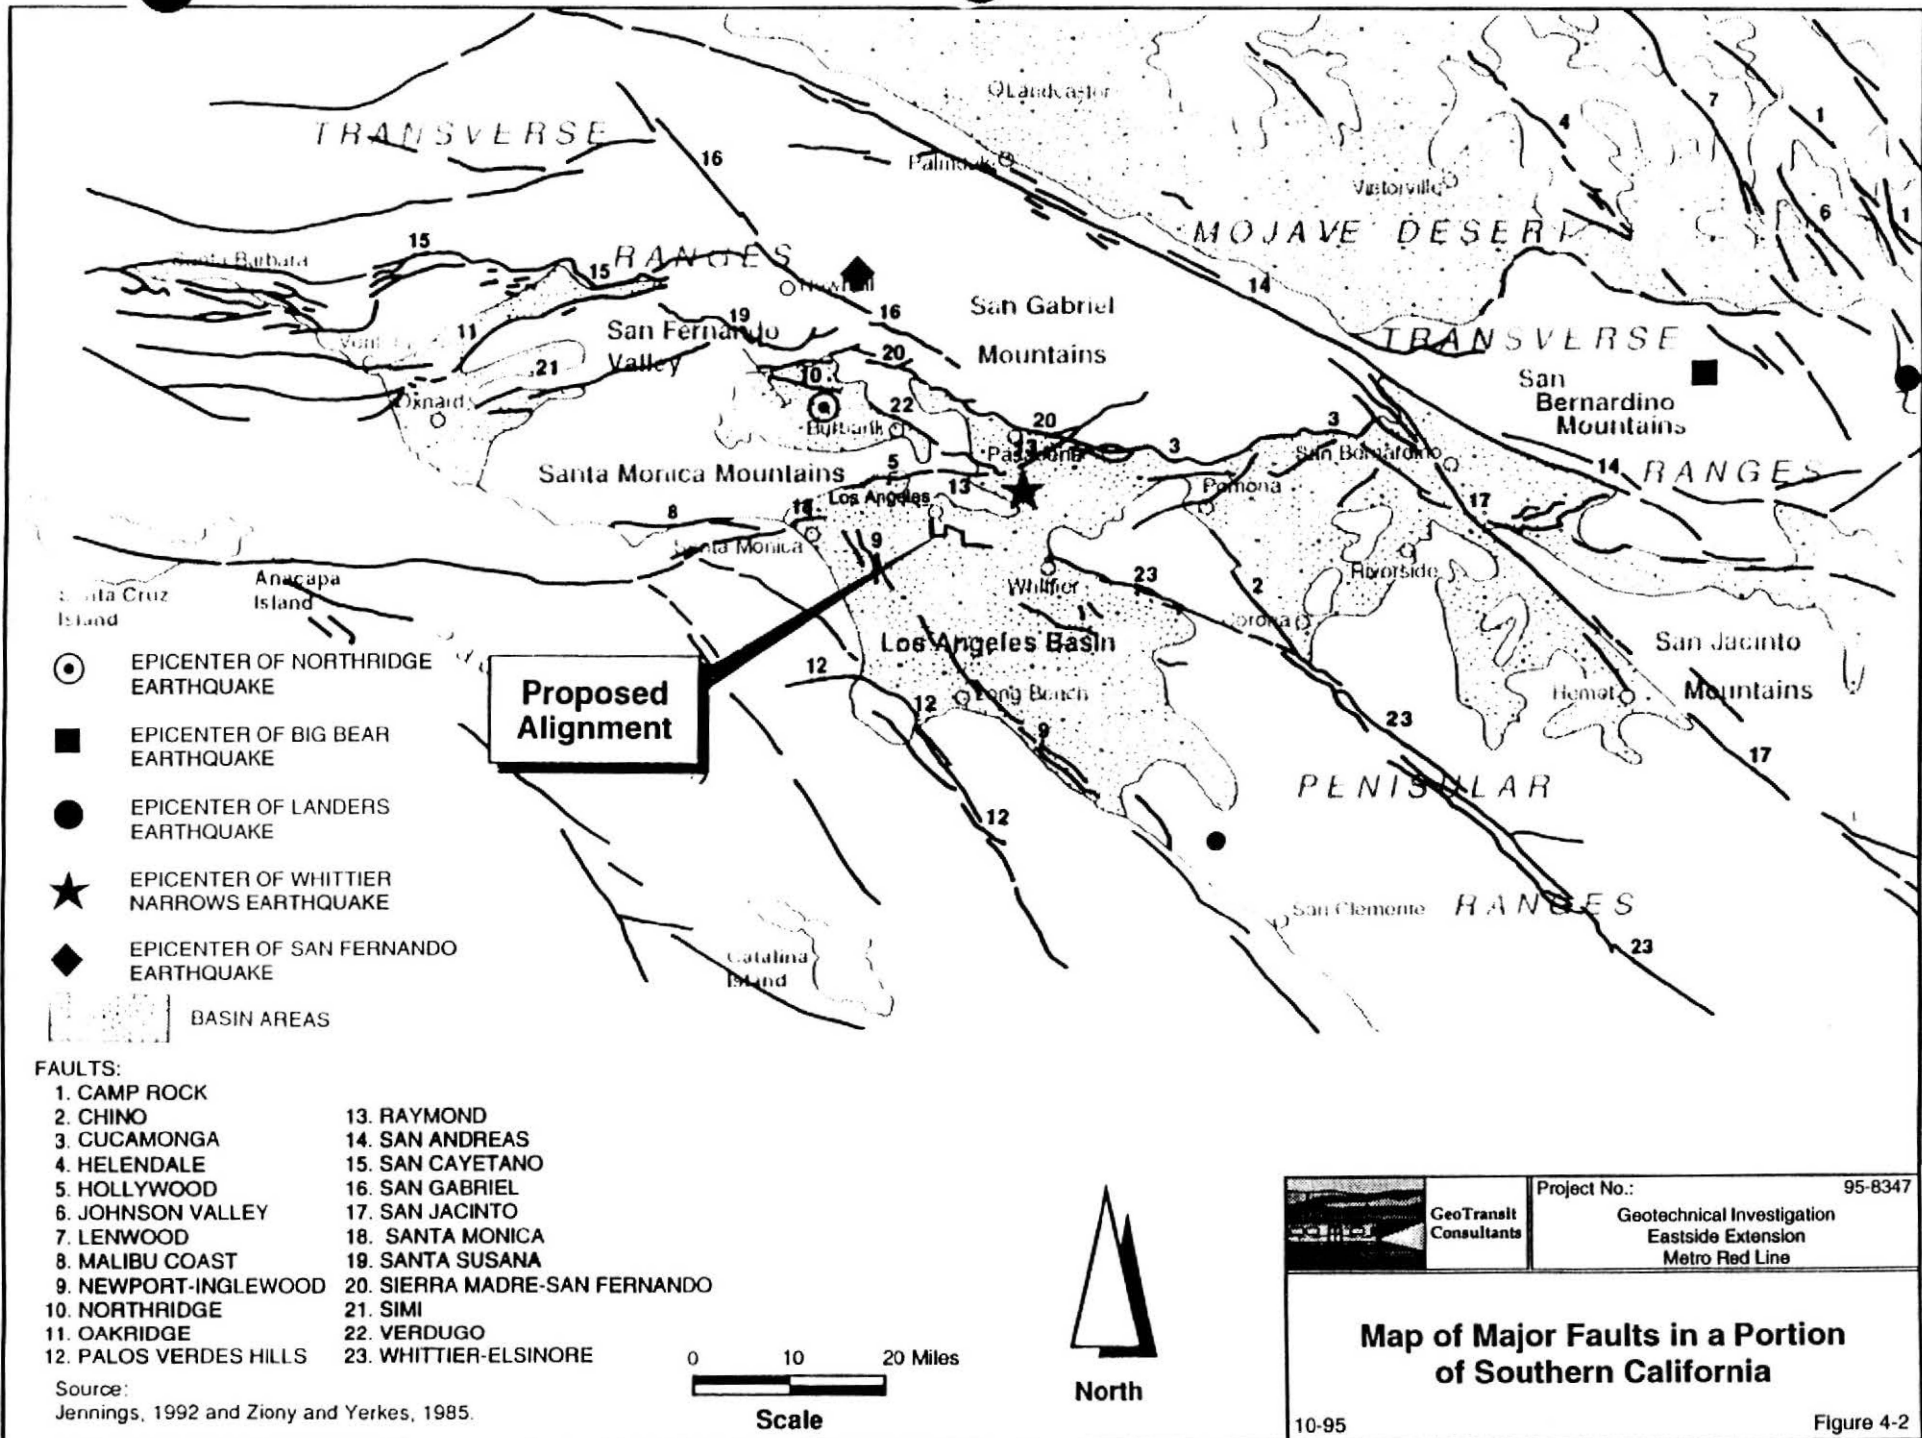 Palmdale
Victorville
TRANSVERSE
16
7
1
4
6
1
MOJAVE DESERT
15
Santa Barbara
RANGES
15
14
San Gabriel
Mountains
16
19
San Fernando
Valley
11
20
TRANSVERSE
21
10
San
Bernardino
Mountains
Oxnard
22
Burbank
20
3
3
13
Pasadena
San Bernardino
14
RANGES
Santa Monica Mountains
5
13
Pomona
Los Angeles
18
8
17
Santa Monica
9
Riverside
Anacapa
Island
Whittier
23
2
Island
Corona
Los Angeles Basin
San Jacinto
Mountains
12
Long Beach
Hemet
12
9
23
17
Proposed
Alignment
PENISULAR
12
San Clemente
RANGES
23
Catalina
Island
EPICENTER OF NORTHRIDGE
EARTHQUAKE
EPICENTER OF BIG BEAR
EARTHQUAKE
EPICENTER OF LANDERS
EARTHQUAKE
EPICENTER OF WHITTIER
NARROWS EARTHQUAKE
EPICENTER OF SAN FERNANDO
EARTHQUAKE
BASIN AREAS
FAULTS:
1. CAMP ROCK
2. CHINO
3. CUCAMONGA
4. HELENDALE
5. HOLLYWOOD
6. JOHNSON VALLEY
7. LENWOOD
8. MALIBU COAST
9. NEWPORT-INGLEWOOD
10. NORTHRIDGE
11. OAKRIDGE
12. PALOS VERDES HILLS
13. RAYMOND
14. SAN ANDREAS
15. SAN CAYETANO
16. SAN GABRIEL
17. SAN JACINTO
18. SANTA MONICA
19. SANTA SUSANA
20. SIERRA MADRE-SAN FERNANDO
21. SIMI
22. VERDUGO
23. WHITTIER-ELSINORE
Source:
Jennings, 1992 and Ziony and Yerkes, 1985.
0 10 20 Miles
Scale
North
GeoTransit
Consultants
Project No.: 95-8347
Geotechnical Investigation
Eastside Extension
Metro Red Line
Map of Major Faults in a Portion
of Southern California
10-95
Figure 4-2